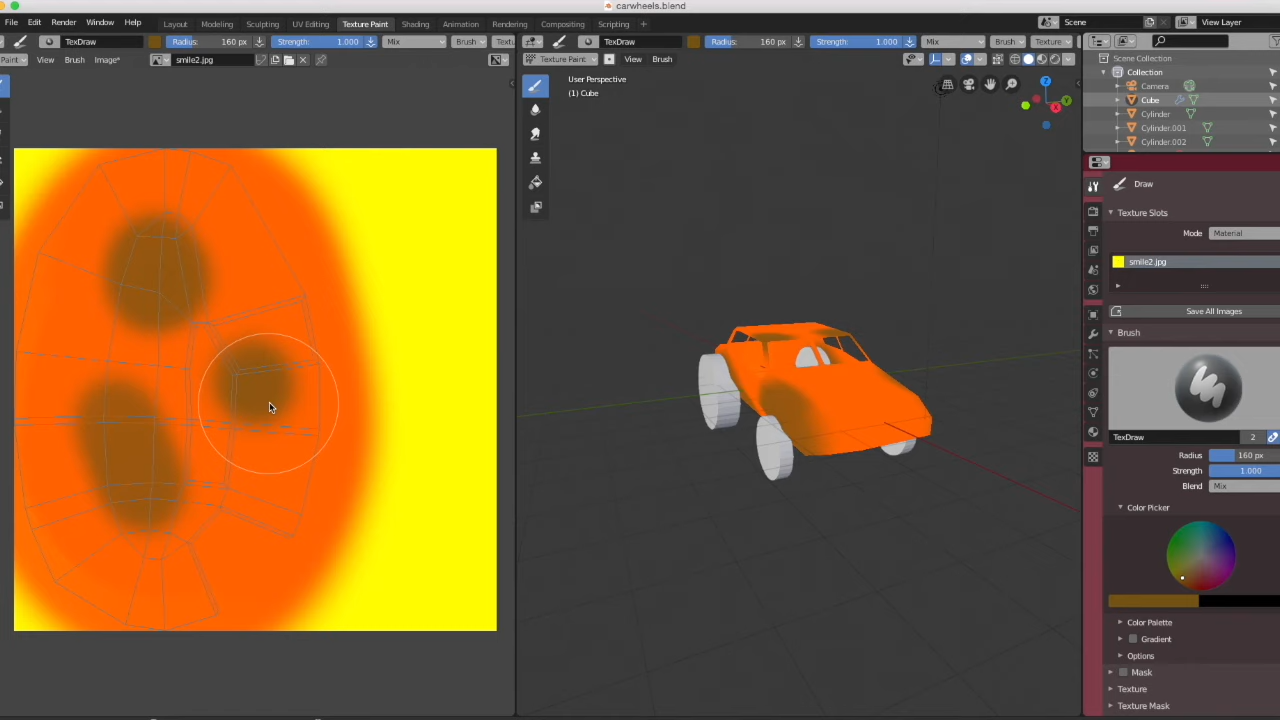 carwheels.blend
File Edit Render Window Help Layout Modeling Sculpting UV Editing Texture Paint Shading Animation Rendering Compositing Scripting + Scene View Layer
TexDraw Radius: 160 px Strength: 1.000 Mix Brush TexDraw Radius: 160 px Strength: 1.000 Mix Brush Texture
View Brush Image* smile2.jpg Texture Paint View Brush
User Perspective
(1) Cube
Scene Collection
Collection
Camera
Cube
Cylinder
Cylinder.001
Cylinder.002
Draw
Texture Slots
Mode Material
smile2.jpg
Save All Images
Brush
TexDraw 2
Radius 160 px
Strength 1.000
Blend Mix
Color Picker
Color Palette
Gradient
Options
Mask
Texture
Texture Mask